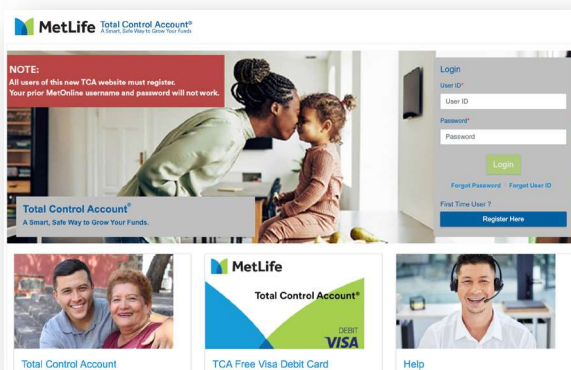 MetLife Total Control Account®
A Smart, Safe Way to Grow Your Funds
NOTE:
All users of this new TCA website must register.
Your prior MetOnline username and password will not work.
Total Control Account®
A Smart, Safe Way to Grow Your Funds.
Login
User ID*
User ID
Password*
Password
Login
Forgot Password Forgot User ID
First Time User ?
Register Here
MetLife
Total Control Account®
DEBIT
VISA
Total Control Account
TCA Free Visa Debit Card
Help